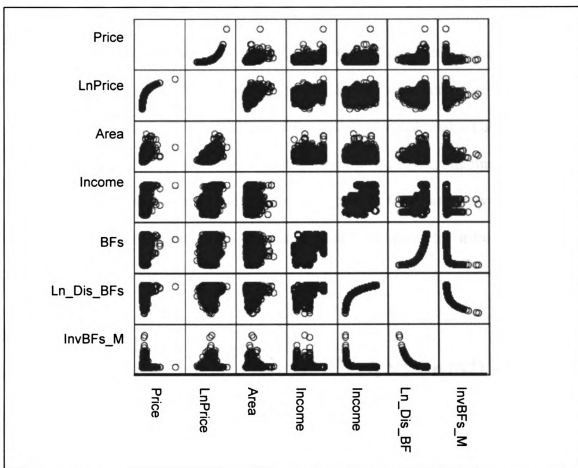 Price
LnPrice
Area
Income
BFs
Ln_Dis_BFs
InvBFs_M
Price
LnPrice
Area
Income
Income
Ln_Dis_BF
InvBFs_M